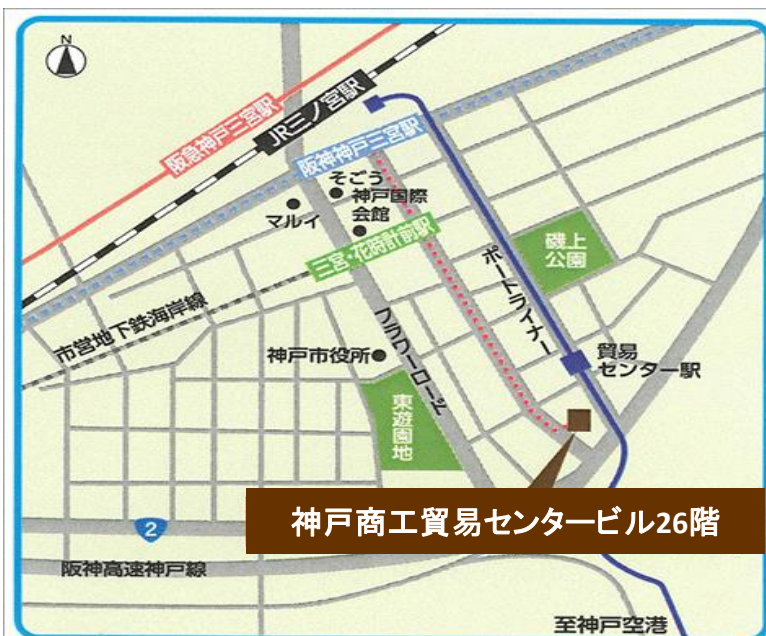 N
阪急神戸三宮駅
JR三ノ宮駅
阪神神戸三宮駅
そごう
神戸国際
会館
マルイ
三宮・花時計前駅
磯上
公園
ポートライナー
市営地下鉄海岸線
フラワーロード
神戸市役所
貿易
センター駅
東遊園地
2
神戸商工貿易センタービル26階
阪神高速神戸線
至神戸空港